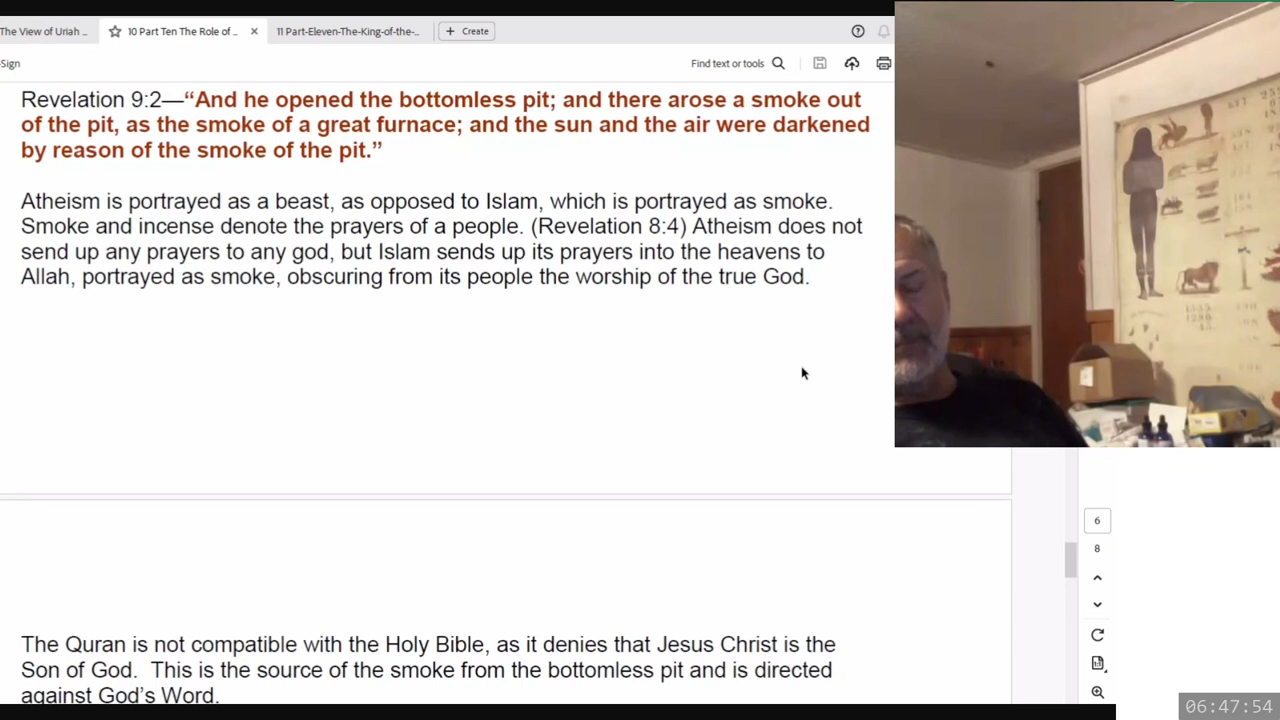 The View of Uriah ...
10 Part Ten The Role of ...
11 Part-Eleven-The-King-of-the-...
+ Create
-Sign
Find text or tools
Revelation 9:2—“And he opened the bottomless pit; and there arose a smoke out
of the pit, as the smoke of a great furnace; and the sun and the air were darkened
by reason of the smoke of the pit.”
Atheism is portrayed as a beast, as opposed to Islam, which is portrayed as smoke.
Smoke and incense denote the prayers of a people. (Revelation 8:4) Atheism does not
send up any prayers to any god, but Islam sends up its prayers into the heavens to
Allah, portrayed as smoke, obscuring from its people the worship of the true God.
The Quran is not compatible with the Holy Bible, as it denies that Jesus Christ is the
Son of God.  This is the source of the smoke from the bottomless pit and is directed
against God’s Word.
6
8
06:47:54